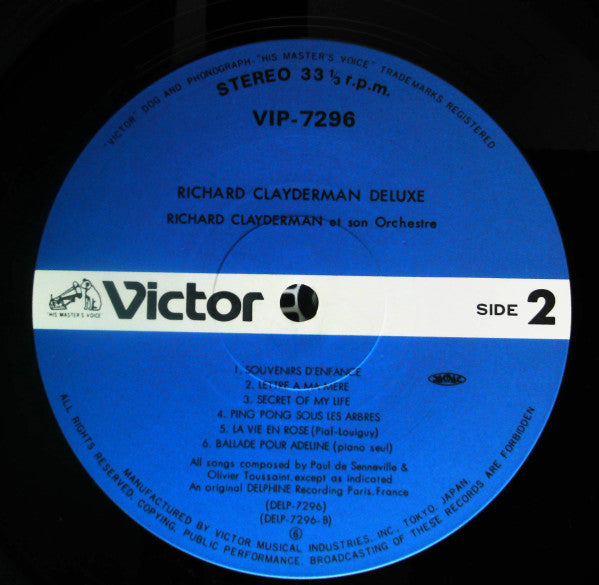 "VICTOR" DOG AND PHONOGRAPH-"HIS MASTER'S VOICE" TRADEMARKS REGISTERED
STEREO 33 1/3 r.p.m.
VIP-7296
RICHARD CLAYDERMAN DELUXE
RICHARD CLAYDERMAN et son Orchestre
"HIS MASTER'S VOICE"
Victor
SIDE 2
1. SOUVENIRS D'ENFANCE
2. LETTRE A MA MERE
3. SECRET OF MY LIFE
4. PING PONG SOUS LES ARBRES
5. LA VIE EN ROSE (Piaf-Louiguy)
6. BALLADE POUR ADELINE (piano seul)
All songs composed by Paul de Senneville &
Olivier Toussaint, except as indicated
An original DELPHINE Recording Paris, France
(DELP-7296)
(DELP-7296-B)
6
MANUFACTURED BY VICTOR MUSICAL INDUSTRIES, INC., TOKYO, JAPAN
ALL RIGHTS RESERVED. COPYING, PUBLIC PERFORMANCE, BROADCASTING OF THESE RECORDS ARE FORBIDDEN